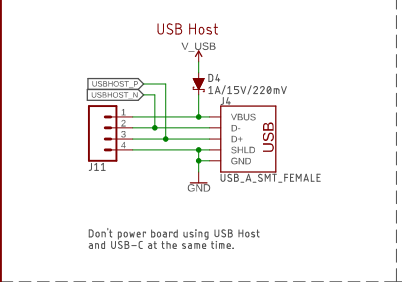 USB Host
V_USB
D4
1A/15V/220mV
USBHOST_P
USBHOST_N
J4
1
2
3
4
VBUS
D-
D+
SHLD
GND
USB
J11
USB_A_SMT_FEMALE
GND
Don't power board using USB Host
and USB-C at the same time.